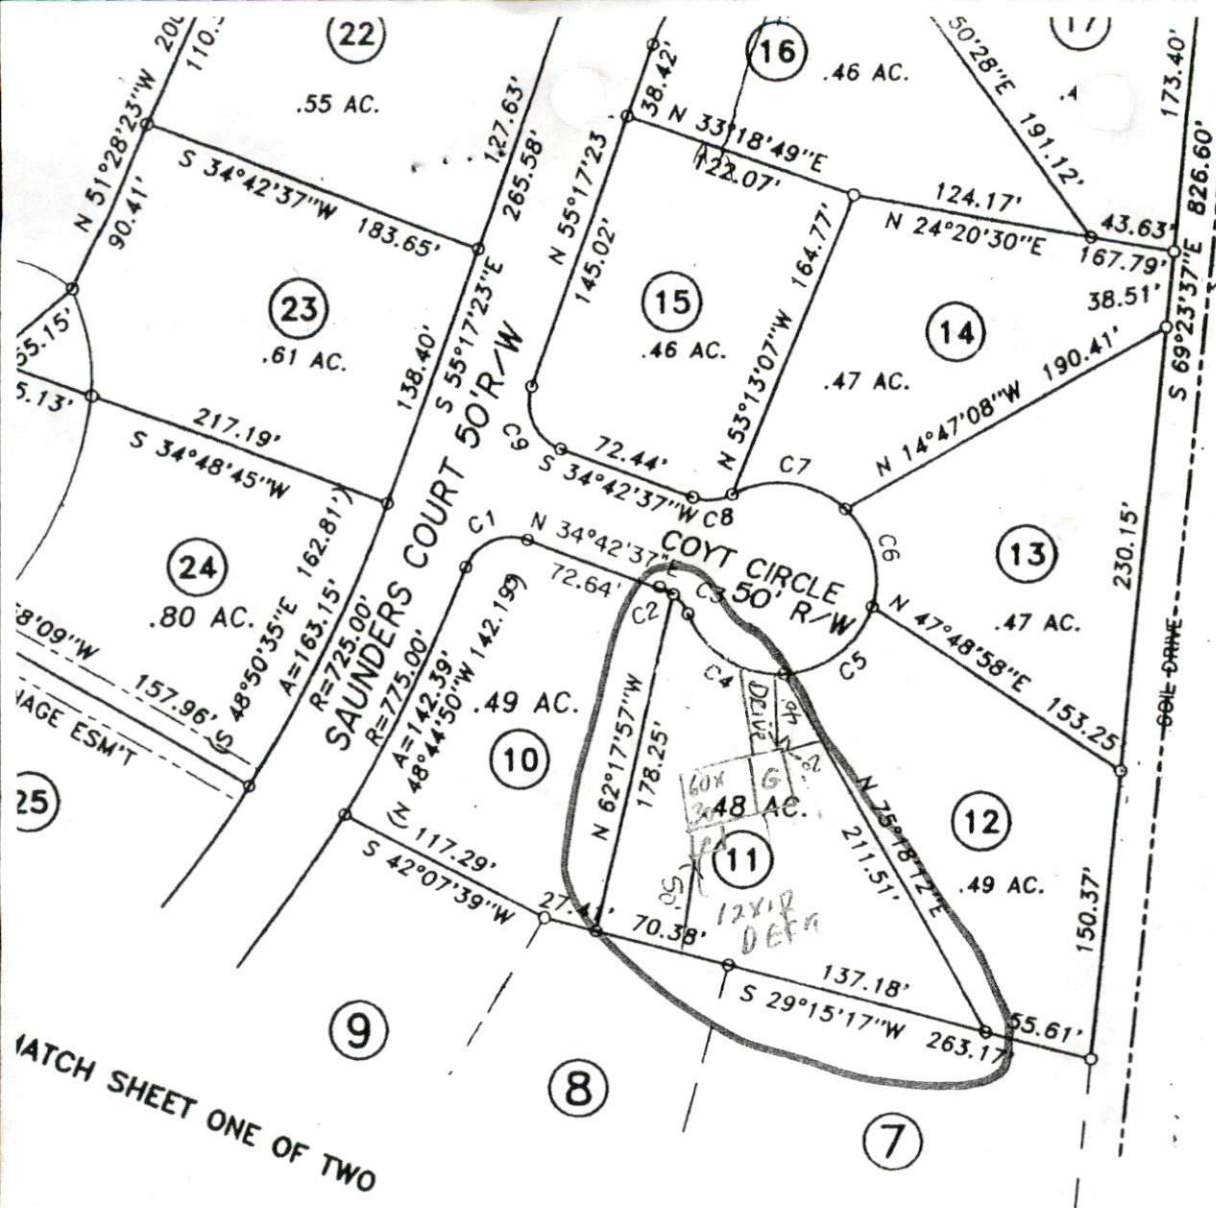 22
.55 AC.
N 51°28'23"W
90.41'
S 34°42'37"W
183.65'
127.63'
265.58'
38.42'
16
.46 AC.
N 33°18'49"E
122.07'
50'28"E
191.12'
17
173.40'
826.60'
N 55°17'23
145.02'
15
.46 AC.
164.77'
N 53°13'07"W
124.17'
N 24°20'30"E
43.63'
167.79'
38.51'
S 69°23'37"E
14
.47 AC.
N 14°47'08"W
190.41'
23
.61 AC.
138.40'
S 55°17'23"E
50'R/W
217.19'
S 34°48'45"W
5.13'
C9
72.44'
S 34°42'37"W
C8
C7
C6
C1
N 34°42'37"E
72.64'
COYT CIRCLE
50' R/W
C2
C3
C4
C5
13
.47 AC.
N 47°48'58"E
153.25
230.15'
24
.80 AC.
157.96'
(S 48°50'35"E 162.81')
A=163.15'
R=725.00'
SAUNDERS COURT
R=775.00'
A=142.39'
(N 48°44'50"W 142.19')
10
.49 AC.
N 62°17'57"W
178.25'
DRIVE
40'
60X
G
.48 AC.
11
50'
12X12
N 75°18'12"E
211.51'
12
.49 AC.
150.37'
25
117.29'
S 42°07'39"W
70.38'
137.18'
S 29°15'17"W
263.17'
55.61'
9
8
7
MATCH SHEET ONE OF TWO